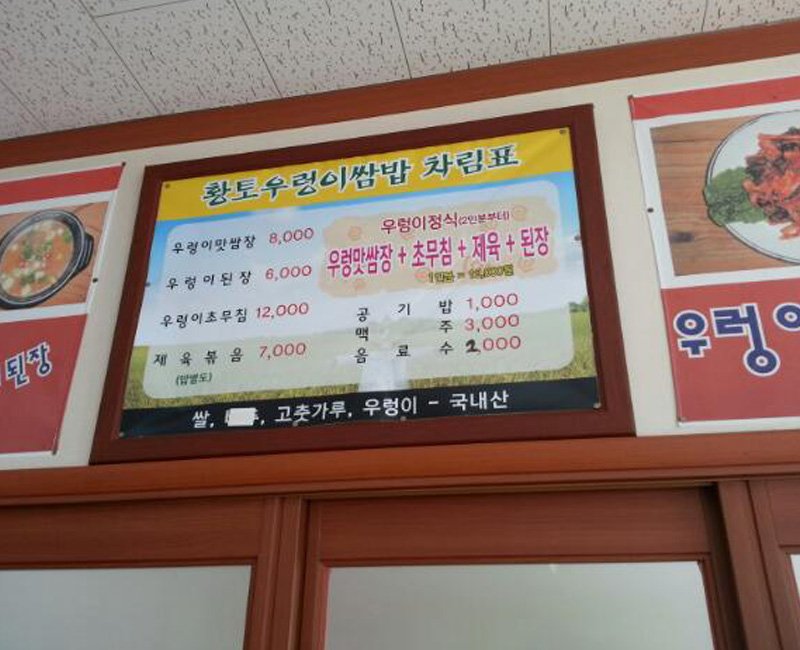 황토우렁이쌈밥 차림표
우렁이맛쌈장 8,000
우렁이된장 6,000
우렁이초무침 12,000
제육볶음 7,000
(밥별도)
우렁이정식(2인분부터)
우렁맛쌈장 + 초무침 + 제육 + 된장
공기밥 1,000
맥주 3,000
음료수 2,000
쌀, 고춧가루, 우렁이 - 국내산
된장
우렁이